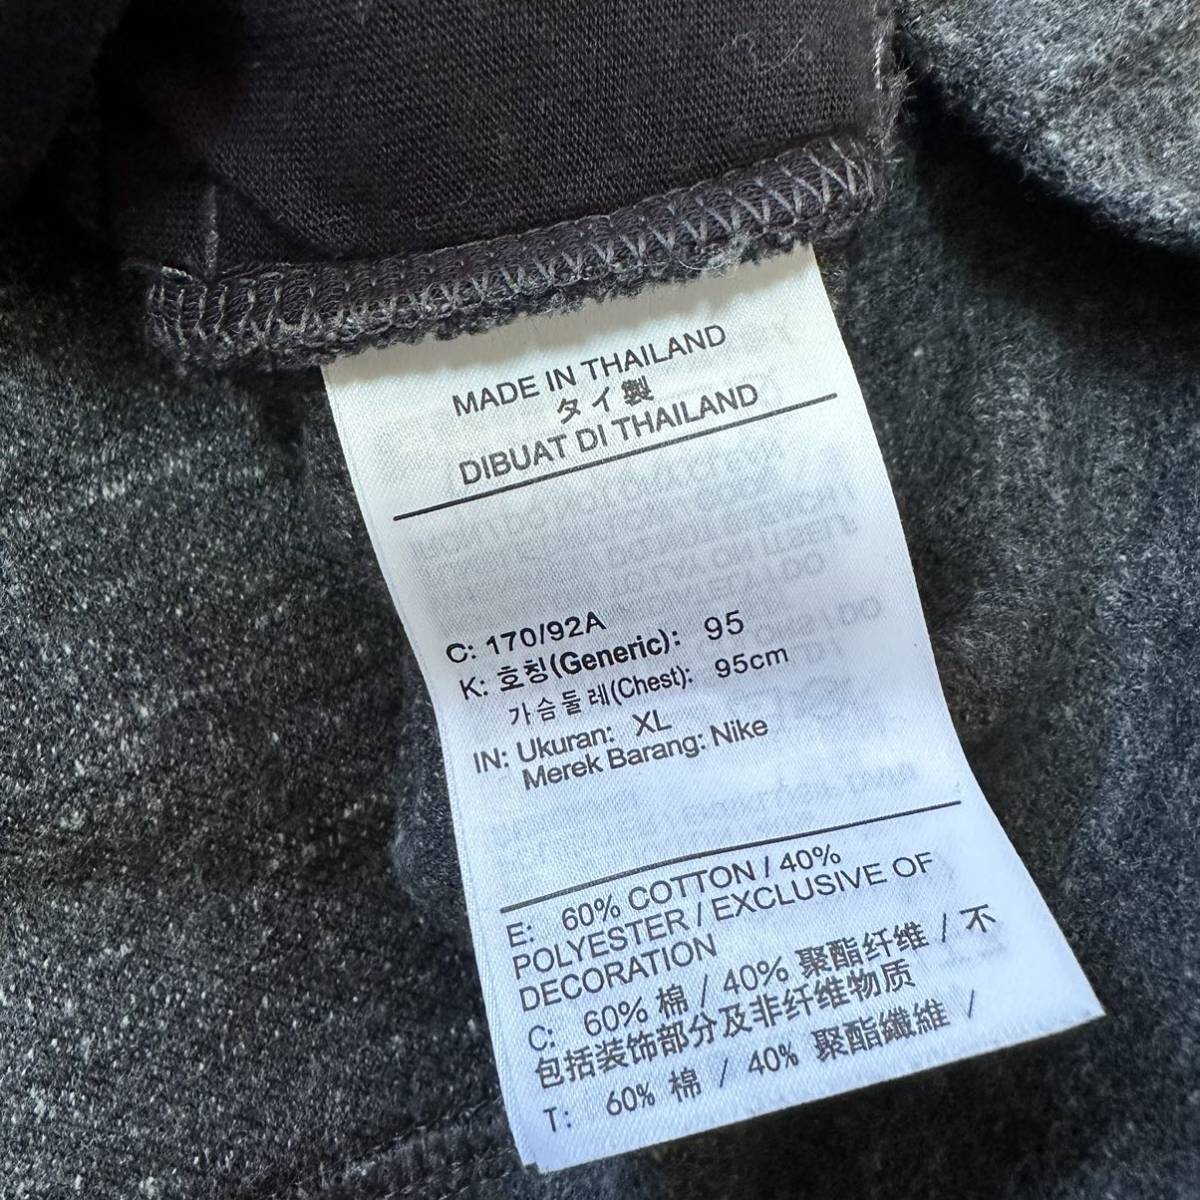 MADE IN THAILAND
タイ製
DIBUAT DI THAILAND
C: 170/92A
K: 호칭(Generic): 95
가슴둘레(Chest): 95cm
IN: Ukuran: XL
Merek Barang: Nike
E: 60% COTTON / 40%
POLYESTER / EXCLUSIVE OF
DECORATION
C: 60% 棉 / 40% 聚酯纤维 / 不
包括装饰部分及非纤维物质
T: 60% 棉 / 40% 聚酯纖維 /